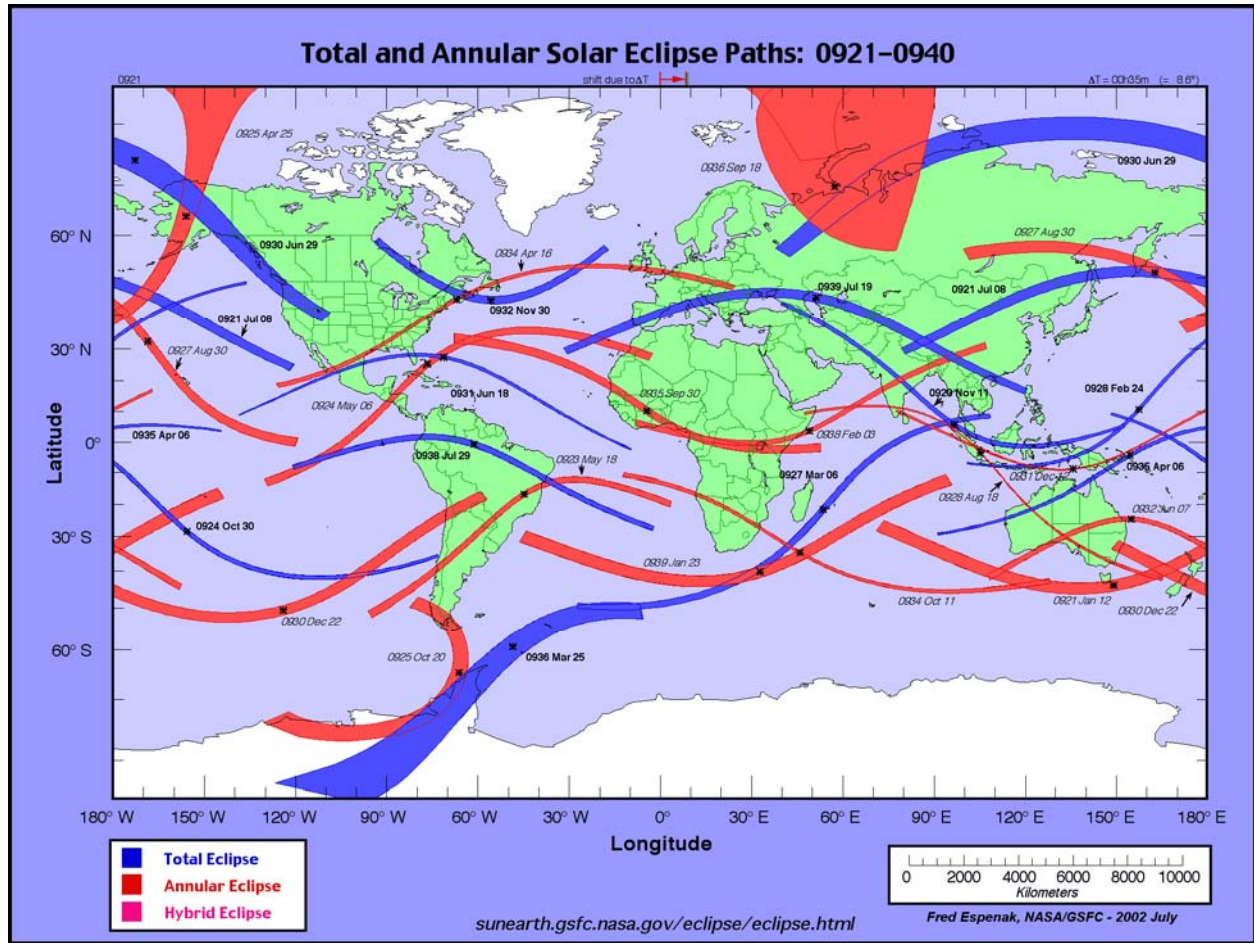 Total and Annular Solar Eclipse Paths: 0921–0940
0921
shift due to ΔT
ΔT = 00h35m (= 8.6°)
0925 Apr 25
0936 Sep 18
0930 Jun 29
60° N
0930 Jun 29
0934 Apr 16
0927 Aug 30
0932 Nov 30
0939 Jul 19
0921 Jul 08
0921 Jul 08
30° N
0927 Aug 30
0924 May 06
0931 Jun 18
0935 Sep 30
0929 Nov 11
0928 Feb 24
0935 Apr 06
0°
0938 Jul 29
0938 Feb 03
0923 May 18
0927 Mar 06
0935 Apr 06
0928 Aug 18
0932 Jun 07
0924 Oct 30
30° S
0939 Jan 23
0934 Oct 11
0921 Jan 12
0930 Dec 22
0930 Dec 22
0925 Oct 20
0936 Mar 25
60° S
Latitude
180° W 150° W 120° W 90° W 60° W 30° W 0° 30° E 60° E 90° E 120° E 150° E 180° E
Longitude
Total Eclipse
Annular Eclipse
Hybrid Eclipse
0 2000 4000 6000 8000 10000
Kilometers
sunearth.gsfc.nasa.gov/eclipse/eclipse.html
Fred Espenak, NASA/GSFC - 2002 July